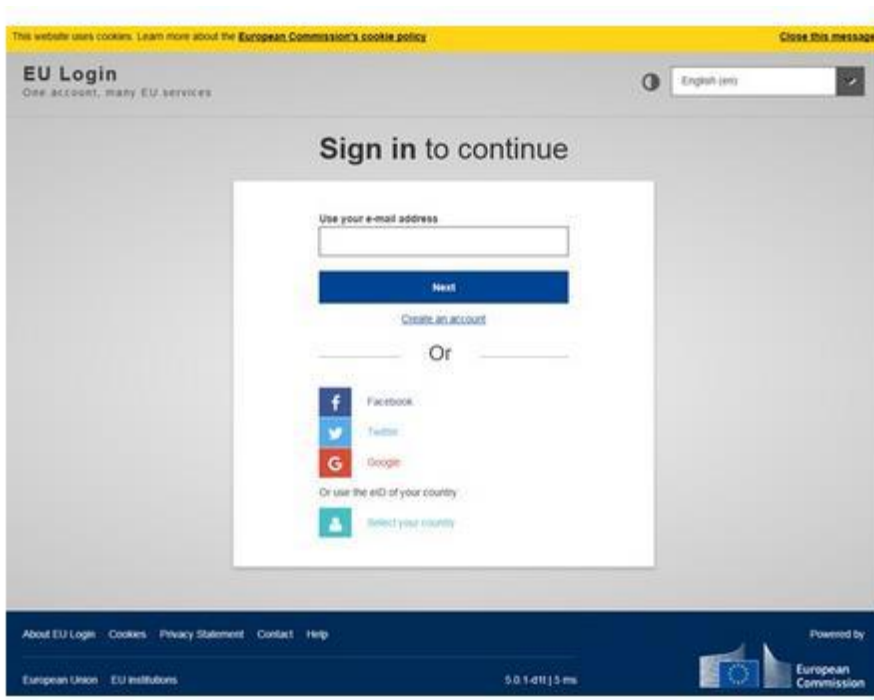 This website uses cookies. Learn more about the European Commission's cookie policy Close this message
EU Login
One account, many EU services
English (en)
Sign in to continue
Use your e-mail address
Next
Create an account
Or
f Facebook
Twitter
G Google
Or use the eID of your country
Select your country
About EU Login Cookies Privacy Statement Contact Help
Powered by
European Union EU institutions
| 5 ms
European
Commission